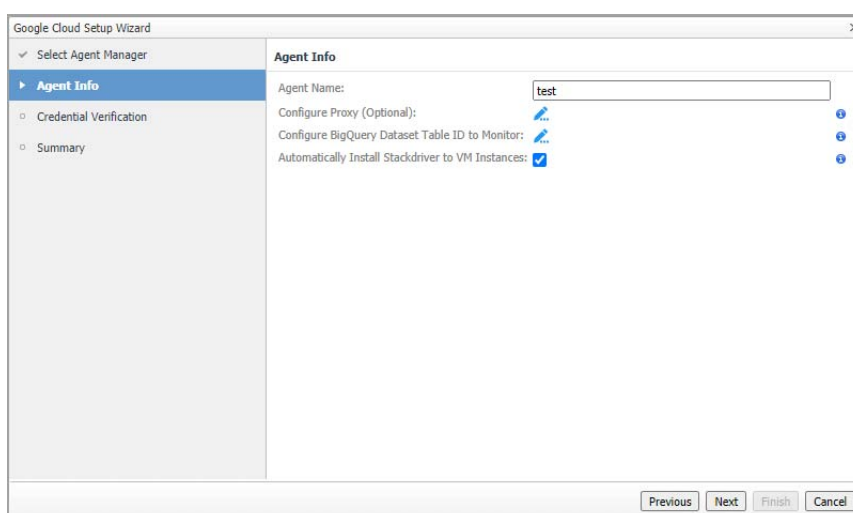 Google Cloud Setup Wizard
Select Agent Manager
Agent Info
Credential Verification
Summary
Agent Info
Agent Name: test
Configure Proxy (Optional):
Configure BigQuery Dataset Table ID to Monitor:
Automatically Install Stackdriver to VM Instances:
Previous Next Finish Cancel